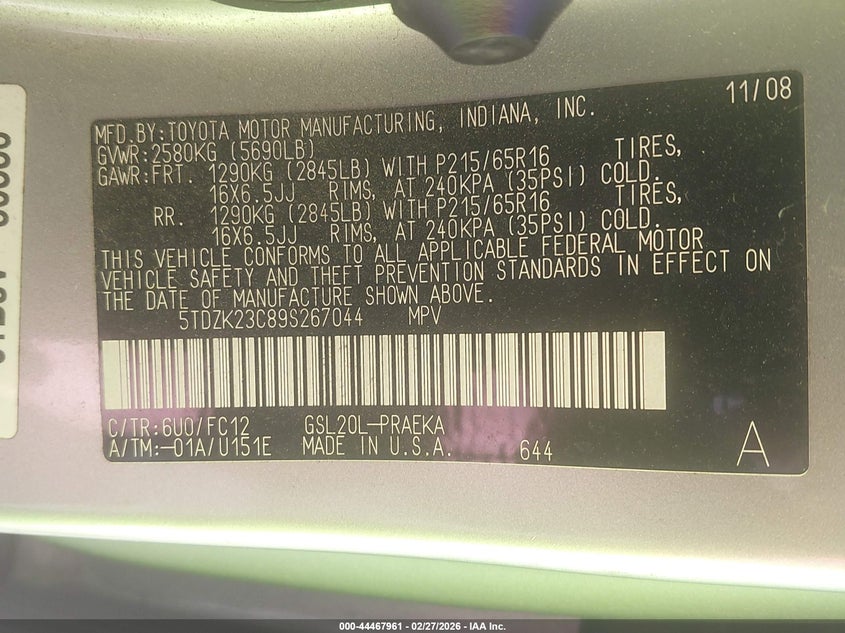 11/08
MFD.BY:TOYOTA MOTOR MANUFACTURING, INDIANA, INC.
GVWR:2580KG (5690LB)
GAWR:FRT. 1290KG (2845LB) WITH P215/65R16 TIRES,
16X6.5JJ RIMS, AT 240KPA (35PSI) COLD.
RR. 1290KG (2845LB) WITH P215/65R16 TIRES,
16X6.5JJ RIMS, AT 240KPA (35PSI) COLD.
THIS VEHICLE CONFORMS TO ALL APPLICABLE FEDERAL MOTOR
VEHICLE SAFETY AND THEFT PREVENTION STANDARDS IN EFFECT ON
THE DATE OF MANUFACTURE SHOWN ABOVE.
5TDZK23C89S267044 MPV
C/TR:6U0/FC12 GSL20L-PRAEKA
A/TM:-01A/U151E MADE IN U.S.A. 644 A
000-44467961 - 02/27/2026 - IAA Inc.